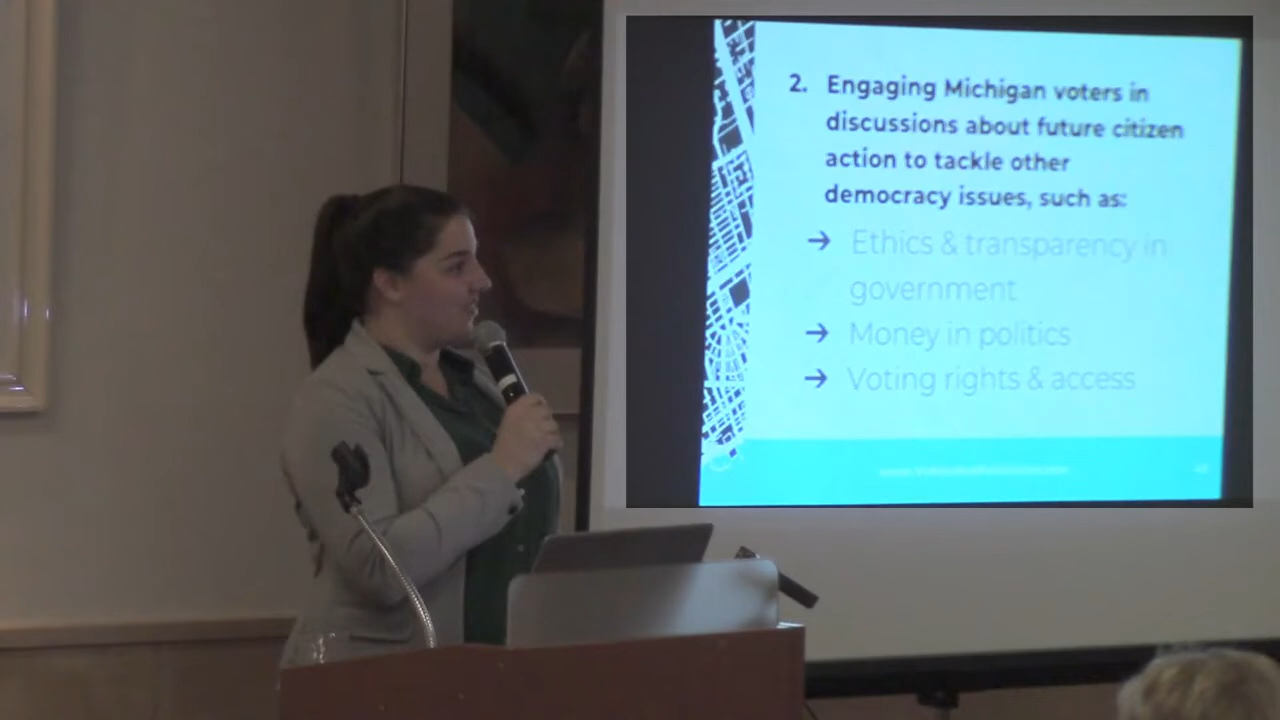 2. Engaging Michigan voters in
discussions about future citizen
action to tackle other
democracy issues, such as:
→ Ethics & transparency in
government
→ Money in politics
→ Voting rights & access